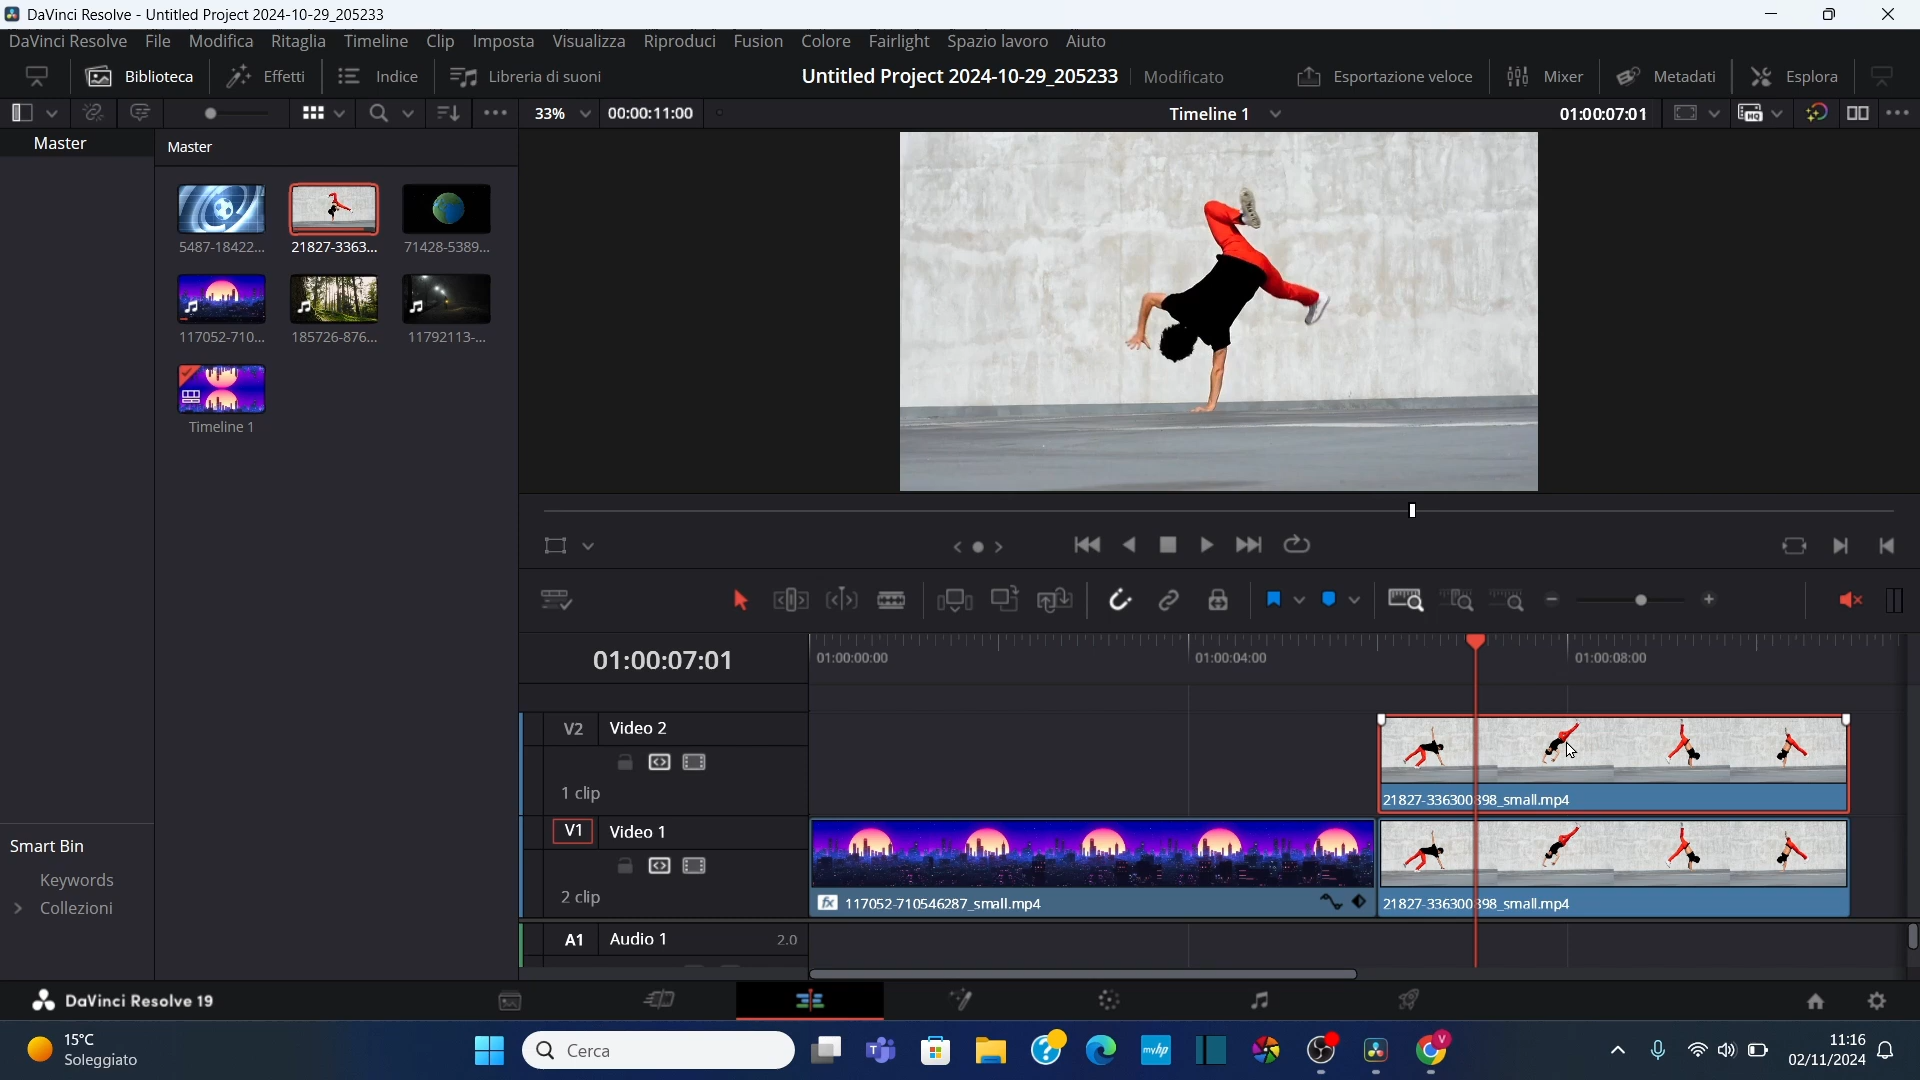 DaVinci Resolve - Untitled Project 2024-10-29_205233
DaVinci Resolve File Modifica Ritaglia Timeline Clip Imposta Visualizza Riproduci Fusion Colore Fairlight Spazio lavoro Aiuto
Biblioteca Effetti Indice Libreria di suoni Untitled Project 2024-10-29_205233 Modificato Esportazione veloce Mixer Metadati Esplora
33% 00:00:11:00 Timeline 1 01:00:07:01
Master
Master
5487-18422... 21827-3363... 71428-5389...
117052-710... 185726-876... 11792113-...
Timeline 1
01:00:07:01
01:00:00:00 01:00:04:00 01:00:08:00
V2 Video 2
1 clip
21827-336300898_small.mp4
V1 Video 1
2 clip
fx 117052-710546287_small.mp4
21827-336300898_small.mp4
A1 Audio 1 2.0
Smart Bin
Keywords
Collezioni
DaVinci Resolve 19
15°C
Soleggiato
Cerca
myhp
V
11:16
02/11/2024